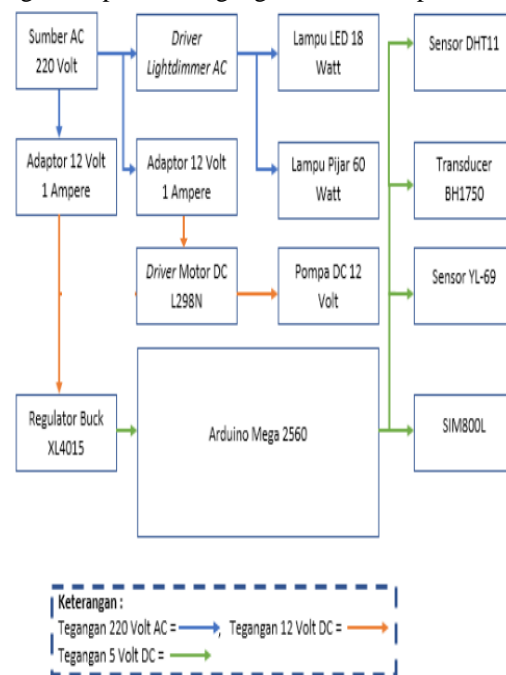 Sumber AC
220 Volt
Driver
Lightdimmer AC
Lampu LED 18
Watt
Sensor DHT11
Adaptor 12 Volt
1 Ampere
Adaptor 12 Volt
1 Ampere
Lampu Pijar 60
Watt
Transducer
BH1750
Driver Motor DC
L298N
Pompa DC 12
Volt
Sensor YL-69
Regulator Buck
XL4015
Arduino Mega 2560
SIM800L
Keterangan :
Tegangan 220 Volt AC = , Tegangan 12 Volt DC =
Tegangan 5 Volt DC =